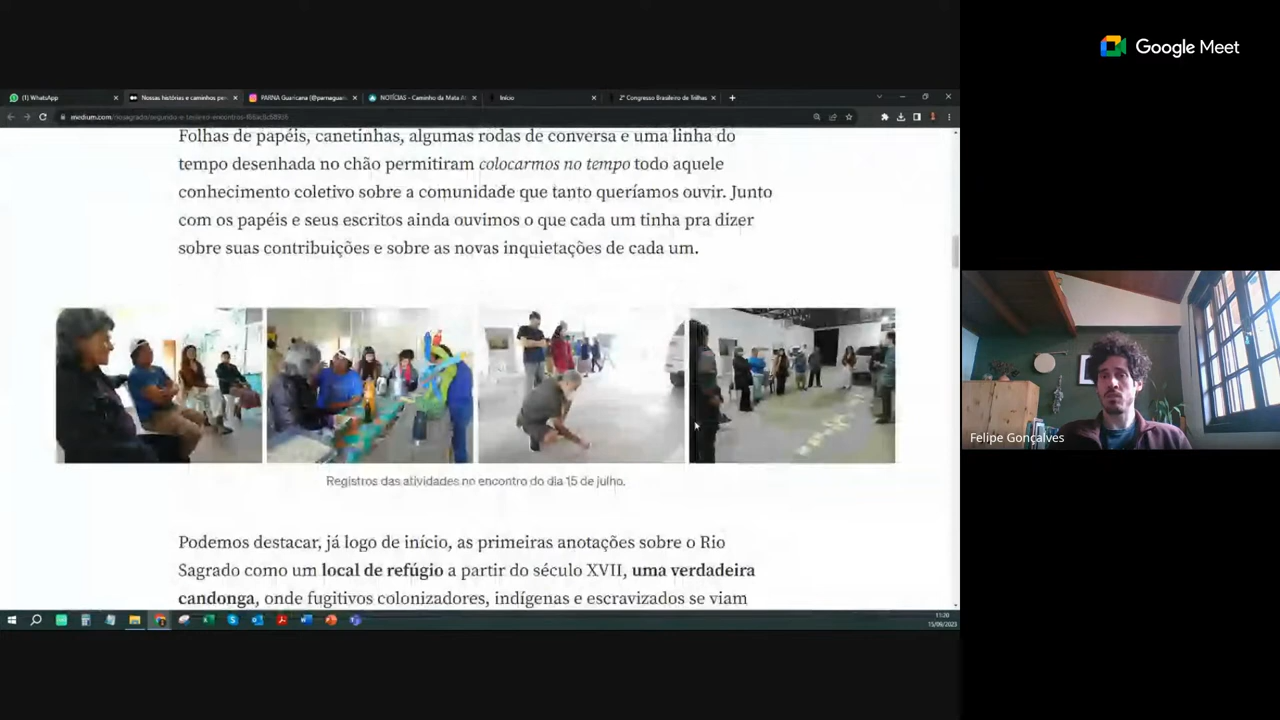 Google Meet
(1) WhatsApp
Nossas histórias e caminhos pe
PARNA Guaricana (@parnaguari
NOTÍCIAS - Caminho da Mata At
Início
2º Congresso Brasileiro de Trilhas
Folhas de papéis, canetinhas, algumas rodas de conversa e uma linha do
tempo desenhada no chão permitiram colocarmos no tempo todo aquele
conhecimento coletivo sobre a comunidade que tanto queríamos ouvir. Junto
com os papéis e seus escritos ainda ouvimos o que cada um tinha pra dizer
sobre suas contribuições e sobre as novas inquietações de cada um.
Registros das atividades no encontro do dia 15 de julho.
Podemos destacar, já logo de início, as primeiras anotações sobre o Rio
Sagrado como um local de refúgio a partir do século XVII, uma verdadeira
candonga, onde fugitivos colonizadores, indígenas e escravizados se viam
11:20
15/09/2023
Felipe Gonçalves